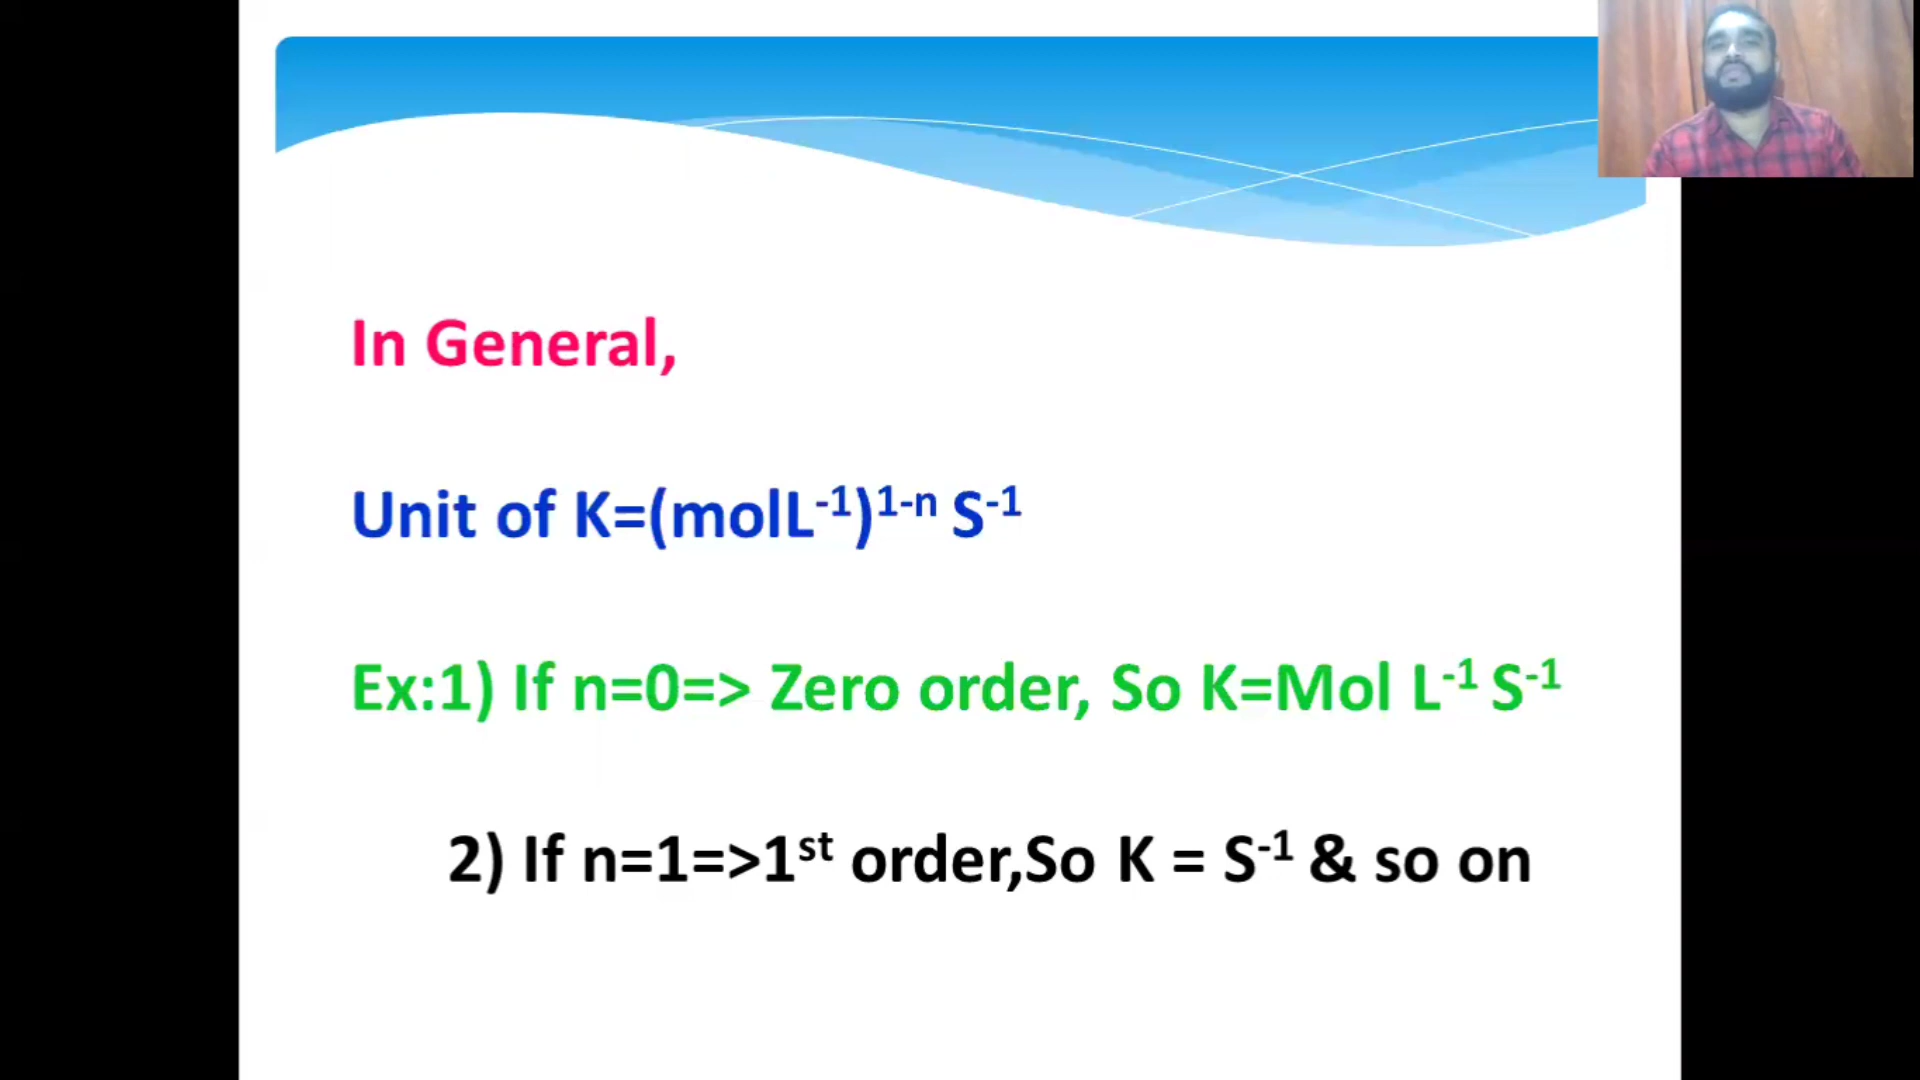 In General,
Unit of K=(molL⁻¹)¹⁻ⁿ S⁻¹
Ex:1) If n=0=> Zero order, So K=Mol L⁻¹ S⁻¹
2) If n=1=>1ˢᵗ order,So K = S⁻¹ & so on